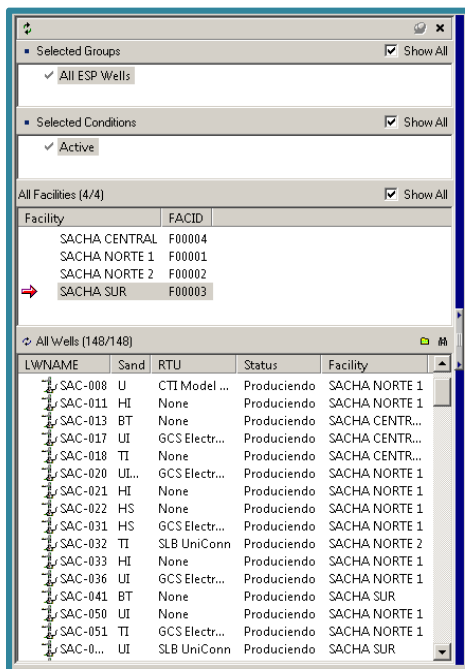 Selected Groups Show All
All ESP Wells
Selected Conditions Show All
Active
All Facilities (4/4) Show All
Facility FACID
SACHA CENTRAL F00004
SACHA NORTE 1 F00001
SACHA NORTE 2 F00002
SACHA SUR F00003
All Wells (148/148)
LWNAME Sand RTU Status Facility
SAC-008 U CTI Model ... Produciendo SACHA NORTE 1
SAC-011 HI None Produciendo SACHA NORTE 1
SAC-013 BT None Produciendo SACHA CENTR...
SAC-017 UI GCS Electr... Produciendo SACHA CENTR...
SAC-018 TI None Produciendo SACHA CENTR...
SAC-020 UI... GCS Electr... Produciendo SACHA NORTE 1
SAC-021 HI None Produciendo SACHA NORTE 1
SAC-022 HS None Produciendo SACHA NORTE 1
SAC-031 HS GCS Electr... Produciendo SACHA NORTE 1
SAC-032 TI SLB UniConn Produciendo SACHA NORTE 2
SAC-033 HI None Produciendo SACHA NORTE 1
SAC-036 UI GCS Electr... Produciendo SACHA NORTE 1
SAC-041 BT None Produciendo SACHA SUR
SAC-050 UI None Produciendo SACHA NORTE 1
SAC-051 TI GCS Electr... Produciendo SACHA NORTE 1
SAC-0... UI SLB UniConn Produciendo SACHA SUR